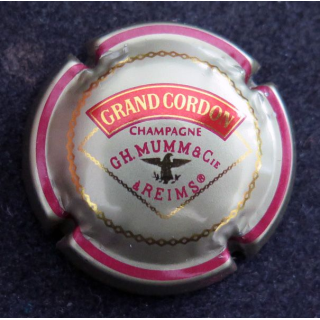 GRAND CORDON
CHAMPAGNE
G.H. MUMM & CIE
À REIMS®